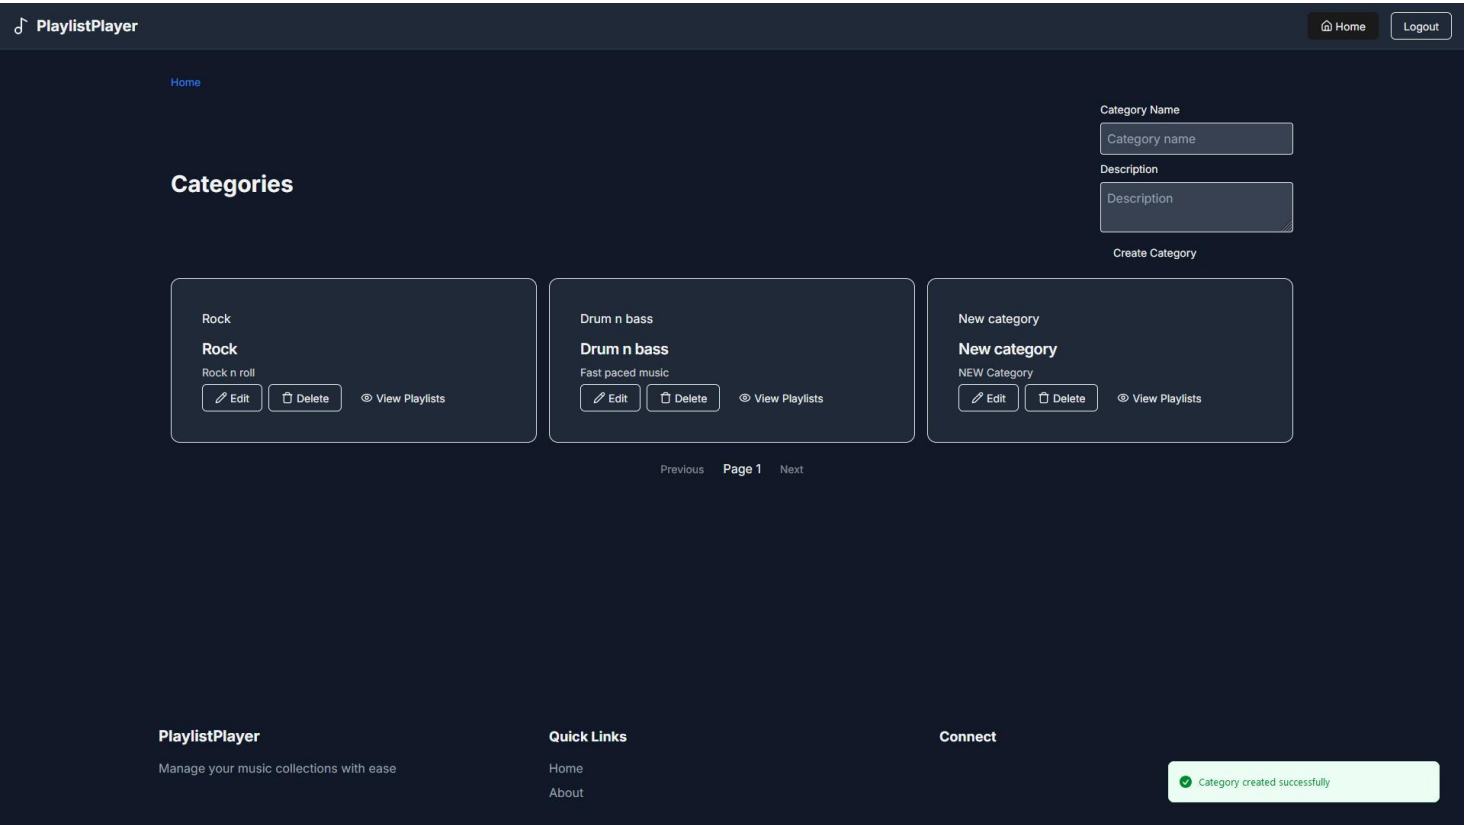 PlaylistPlayer
Home
Logout
Home
Category Name
Category name
Description
Description
Create Category
Categories
Rock
Rock
Rock n roll
Edit
Delete
View Playlists
Drum n bass
Drum n bass
Fast paced music
Edit
Delete
View Playlists
New category
New category
NEW Category
Edit
Delete
View Playlists
Previous
Page 1
Next
PlaylistPlayer
Manage your music collections with ease
Quick Links
Home
About
Connect
Category created successfully